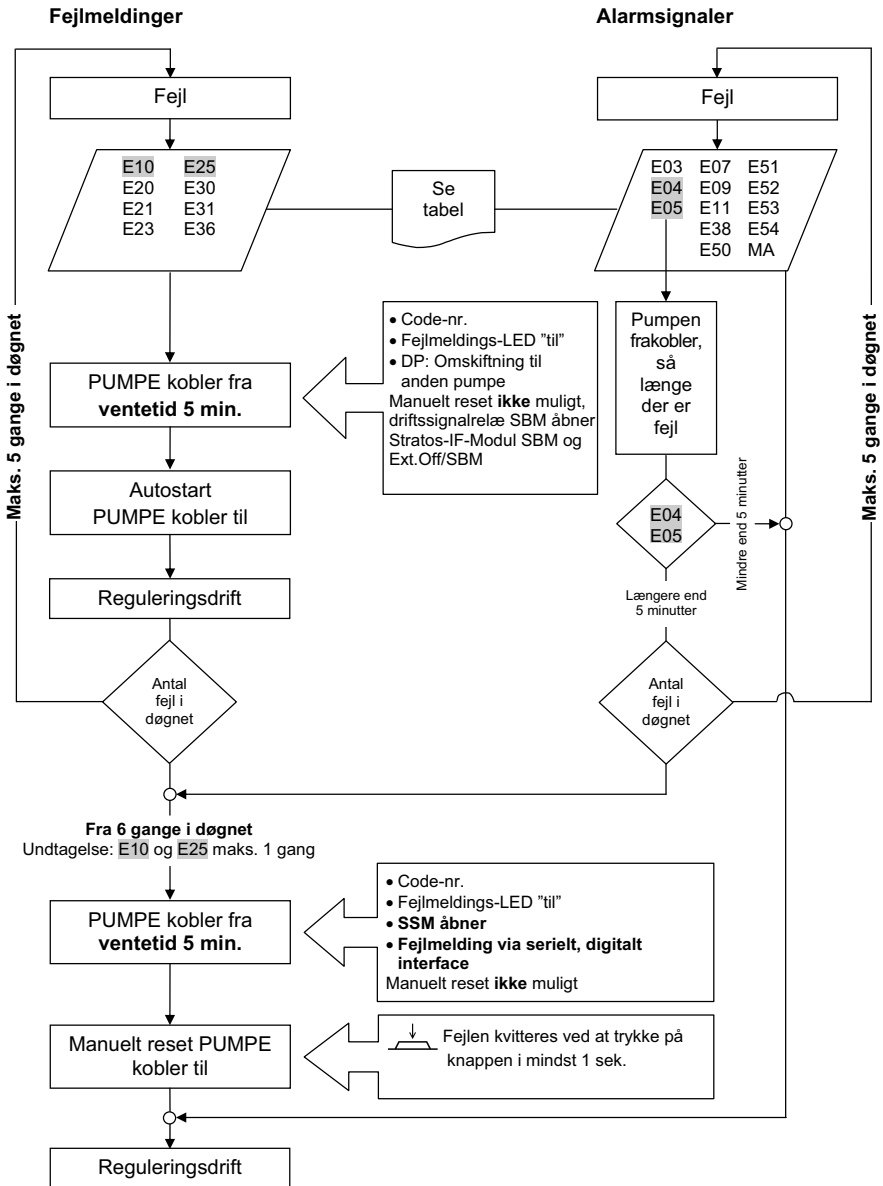 Fejlmeldinger
Alarmsignaler
Fejl
Fejl
E10 E25
E20 E30
E21 E31
E23 E36
Se
tabel
E03 E07 E51
E04 E09 E52
E05 E11 E53
E38 E54
E50 MA
Maks. 5 gange i døgnet
Maks. 5 gange i døgnet
PUMPE kobler fra
ventetid 5 min.
• Code-nr.
• Fejlmeldings-LED ”til”
• DP: Omskiftning til
anden pumpe
Manuelt reset ikke muligt,
driftssignalrelæ SBM åbner
Stratos-IF-Modul SBM og
Ext.Off/SBM
Pumpen
frakobler,
så
længe
der er
fejl
Autostart
PUMPE kobler til
E04
E05
Mindre end 5 minutter
Længere end
5 minutter
Reguleringsdrift
Antal
fejl i
døgnet
Antal
fejl i
døgnet
Fra 6 gange i døgnet
Undtagelse: E10 og E25 maks. 1 gang
PUMPE kobler fra
ventetid 5 min.
• Code-nr.
• Fejlmeldings-LED ”til”
• SSM åbner
• Fejlmelding via serielt, digitalt
interface
Manuelt reset ikke muligt
Manuelt reset PUMPE
kobler til
Fejlen kvitteres ved at trykke på
knappen i mindst 1 sek.
Reguleringsdrift